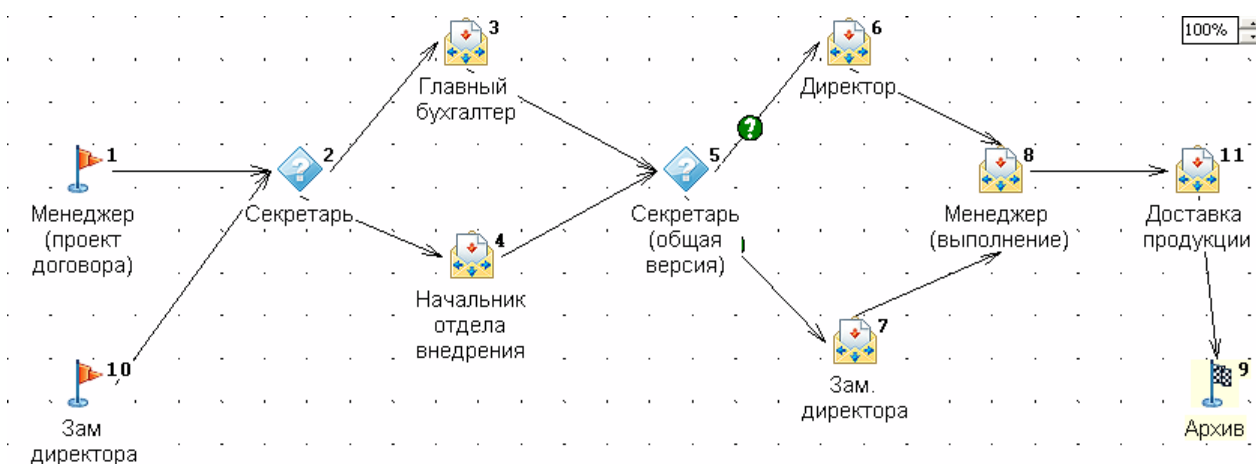 3
Главный
бухгалтер
6
Директор
100%
1
Менеджер
(проект
договора)
2
Секретарь
4
Начальник
отдела
внедрения
5
Секретарь
(общая
версия)
8
Менеджер
(выполнение)
11
Доставка
продукции
10
Зам
директора
7
Зам.
директора
9
Архив